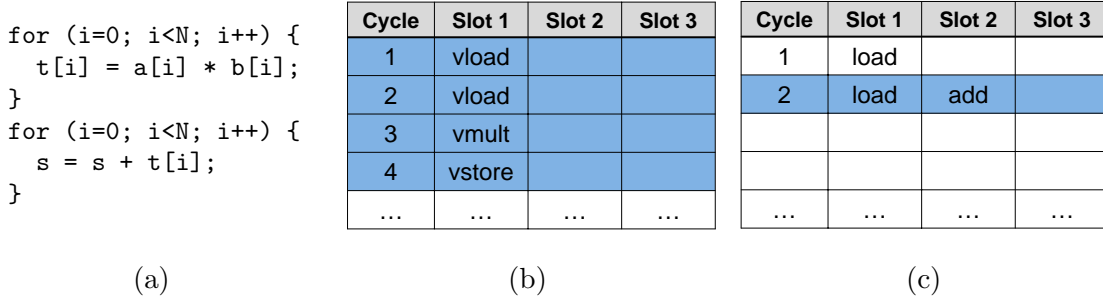 for (i=0; i<N; i++) {
t[i] = a[i] * b[i];
}
for (i=0; i<N; i++) {
s = s + t[i];
}
(a)
Cycle Slot 1 Slot 2 Slot 3
1 vload
2 vload
3 vmult
4 vstore
... ... ... ...
(b)
Cycle Slot 1 Slot 2 Slot 3
1 load
2 load add
... ... ... ...
(c)